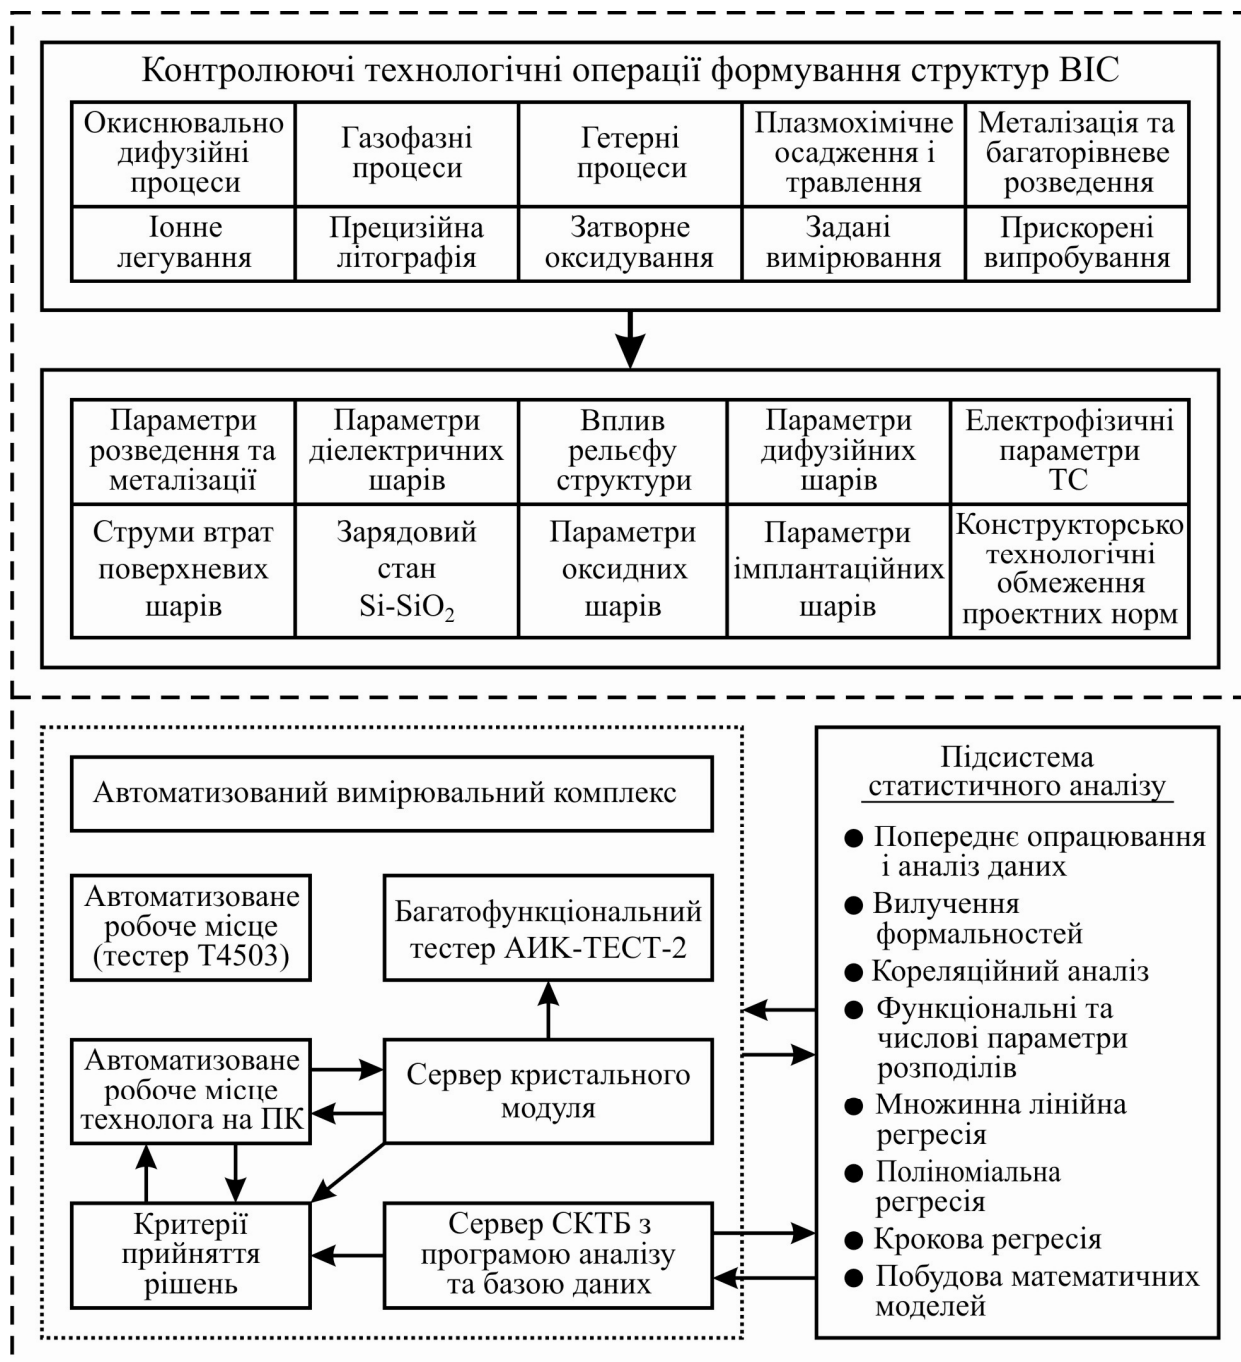 Контролюючі технологічні операції формування структур ВІС
Окиснювально
дифузійні
процеси
Газофазні
процеси
Гетерні
процеси
Плазмохімічне
осадження і
травлення
Металізація та
багаторівневе
розведення
Іонне
легування
Прецизійна
літографія
Затворне
оксидування
Задані
вимірювання
Прискорені
випробування
Параметри
розведення та
металізації
Параметри
діелектричних
шарів
Вплив
рельєфу
структури
Параметри
дифузійних
шарів
Електрофізичні
параметри
ТС
Струми втрат
поверхневих
шарів
Зарядовий
стан
Si-SiO₂
Параметри
оксидних
шарів
Параметри
імплантаційних
шарів
Конструкторсько
технологічні
обмеження
проектних норм
Автоматизований вимірювальний комплекс
Автоматизоване
робоче місце
(тестер Т4503)
Багатофункціональний
тестер АИК-ТЕСТ-2
Автоматизоване
робоче місце
технолога на ПК
Сервер кристального
модуля
Критерії
прийняття
рішень
Сервер СКТБ з
програмою аналізу
та базою даних
Підсистема
статистичного аналізу
● Попереднє опрацювання
і аналіз даних
● Вилучення
формальностей
● Кореляційний аналіз
● Функціональні та
числові параметри
розподілів
● Множинна лінійна
регресія
● Поліноміальна
регресія
● Крокова регресія
● Побудова математичних
моделей